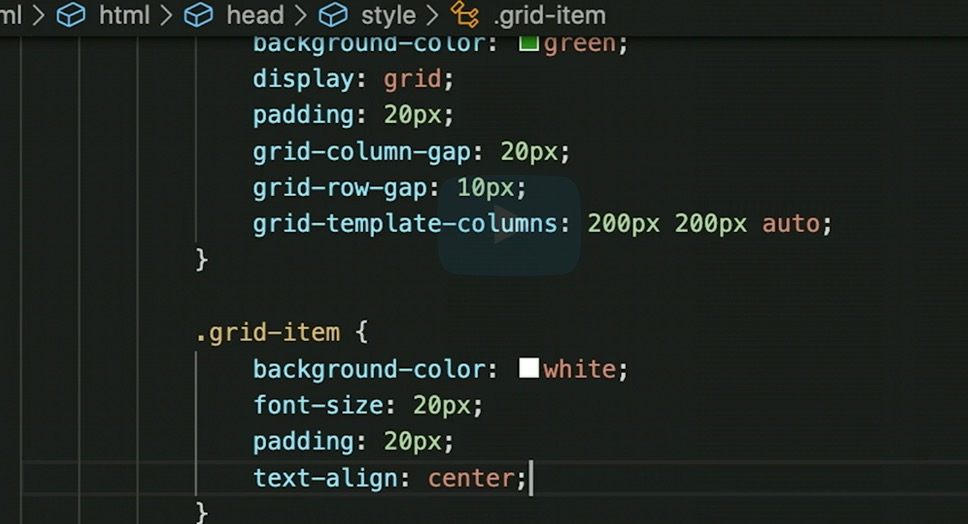 ml > html > head > style > .grid-item
background-color: green;
display: grid;
padding: 20px;
grid-column-gap: 20px;
grid-row-gap: 10px;
grid-template-columns: 200px 200px auto;
}
.grid-item {
background-color: white;
font-size: 20px;
padding: 20px;
text-align: center;
}